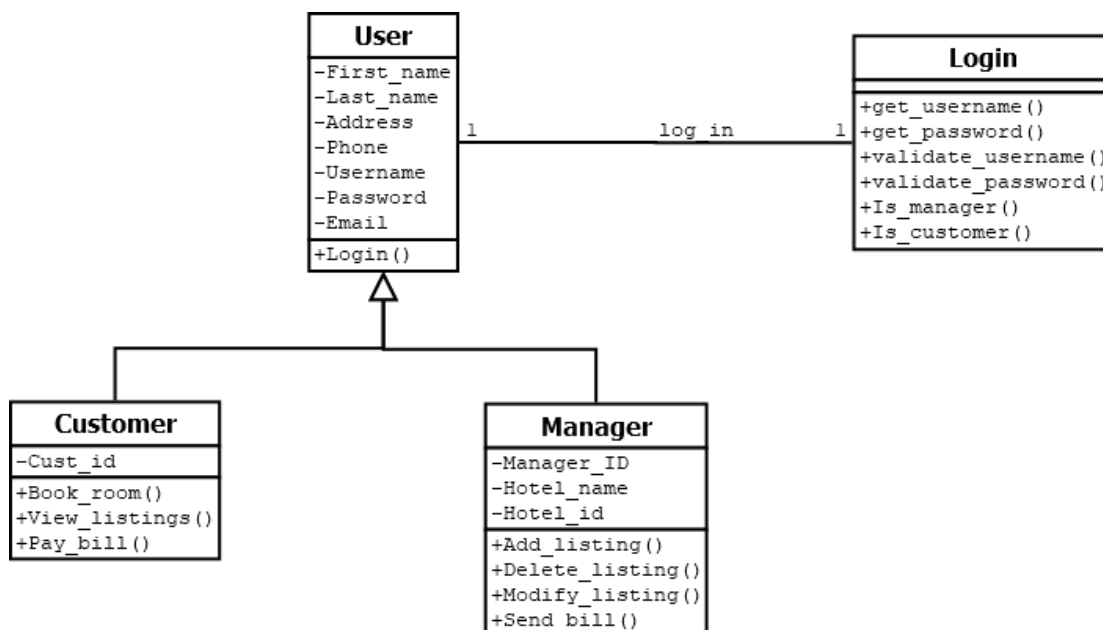 User
-First_name
-Last_name
-Address
-Phone
-Username
-Password
-Email
+Login()
1
log_in
1
Login
+get_username()
+get_password()
+validate_username()
+validate_password()
+Is_manager()
+Is_customer()
Customer
-Cust_id
+Book_room()
+View_listings()
+Pay_bill()
Manager
-Manager_ID
-Hotel_name
-Hotel_id
+Add_listing()
+Delete_listing()
+Modify_listing()
+Send_bill()